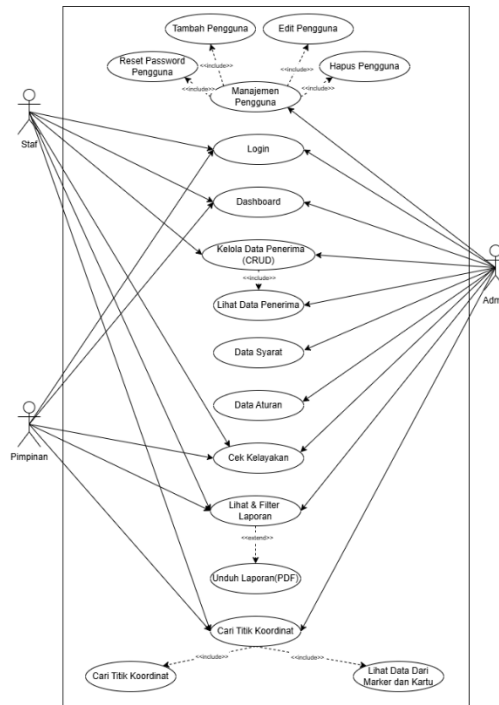 Tambah Pengguna
Edit Pengguna
Reset Password
Pengguna
Hapus Pengguna
<<include>>
<<include>>
<<include>>
<<include>>
Manajemen
Pengguna
Staf
Login
Dashboard
Kelola Data Penerima
(CRUD)
<<include>>
Adm
Lihat Data Penerima
Data Syarat
Data Aturan
Pimpinan
Cek Kelayakan
Lihat & Filter
Laporan
<<extend>>
Unduh Laporan(PDF)
Cari Titik Koordinat
<<include>>
<<include>>
Cari Titik Koordinat
Lihat Data Dari
Marker dan Kartu